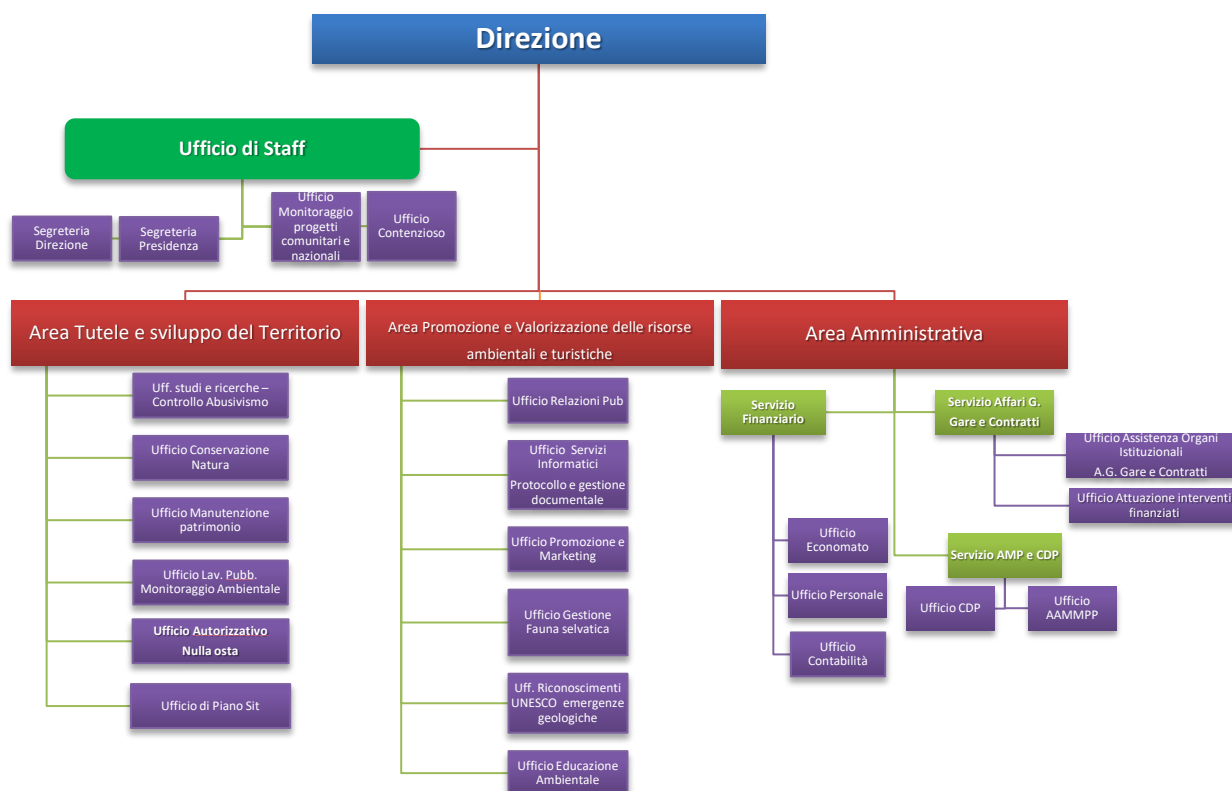 Direzione
Ufficio di Staff
Segreteria
Direzione
Segreteria
Presidenza
Ufficio
Monitoraggio
progetti
comunitari e
nazionali
Ufficio
Contenzioso
Area Tutele e sviluppo del Territorio
Uff. studi e ricerche –
Controllo Abusivismo
Ufficio Conservazione
Natura
Ufficio Manutenzione
patrimonio
Ufficio Lav. Pubb.
Monitoraggio Ambientale
Ufficio Autorizzativo
Nulla osta
Ufficio di Piano Sit
Area Promozione e Valorizzazione delle risorse
ambientali e turistiche
Ufficio Relazioni Pub
Ufficio Servizi
Informatici
Protocollo e gestione
documentale
Ufficio Promozione e
Marketing
Ufficio Gestione
Fauna selvatica
Uff. Riconoscimenti
UNESCO emergenze
geologiche
Ufficio Educazione
Ambientale
Area Amministrativa
Servizio
Finanziario
Ufficio
Economato
Ufficio Personale
Ufficio
Contabilità
Servizio Affari G.
Gare e Contratti
Ufficio Assistenza Organi
Istituzionali
A.G. Gare e Contratti
Ufficio Attuazione interventi
finanziati
Servizio AMP e CDP
Ufficio CDP
Ufficio
AAMMPP